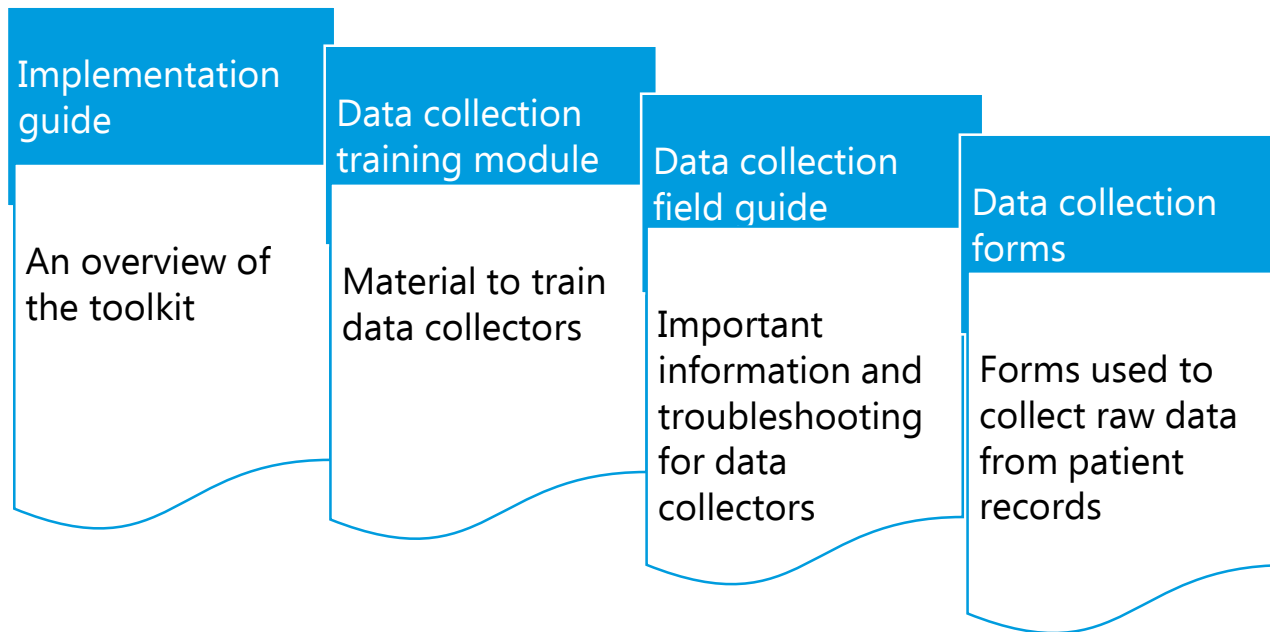 Implementation
guide
An overview of
the toolkit
Data collection
training module
Material to train
data collectors
Data collection
field guide
Important
information and
troubleshooting
for data
collectors
Data collection
forms
Forms used to
collect raw data
from patient
records